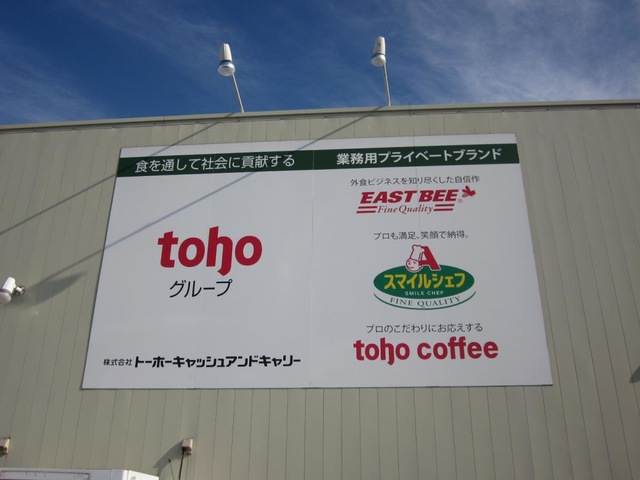 食を通して社会に貢献する
toho
グループ
株式会社 トーホーキャッシュアンドキャリー
業務用プライベートブランド
外食ビジネスを知り尽くした自信作
EAST BEE
Fine Quality
プロも満足、笑顔で納得。
A
スマイルシェフ
SMILE CHEF
FINE QUALITY
プロのこだわりにお応えする
toho coffee